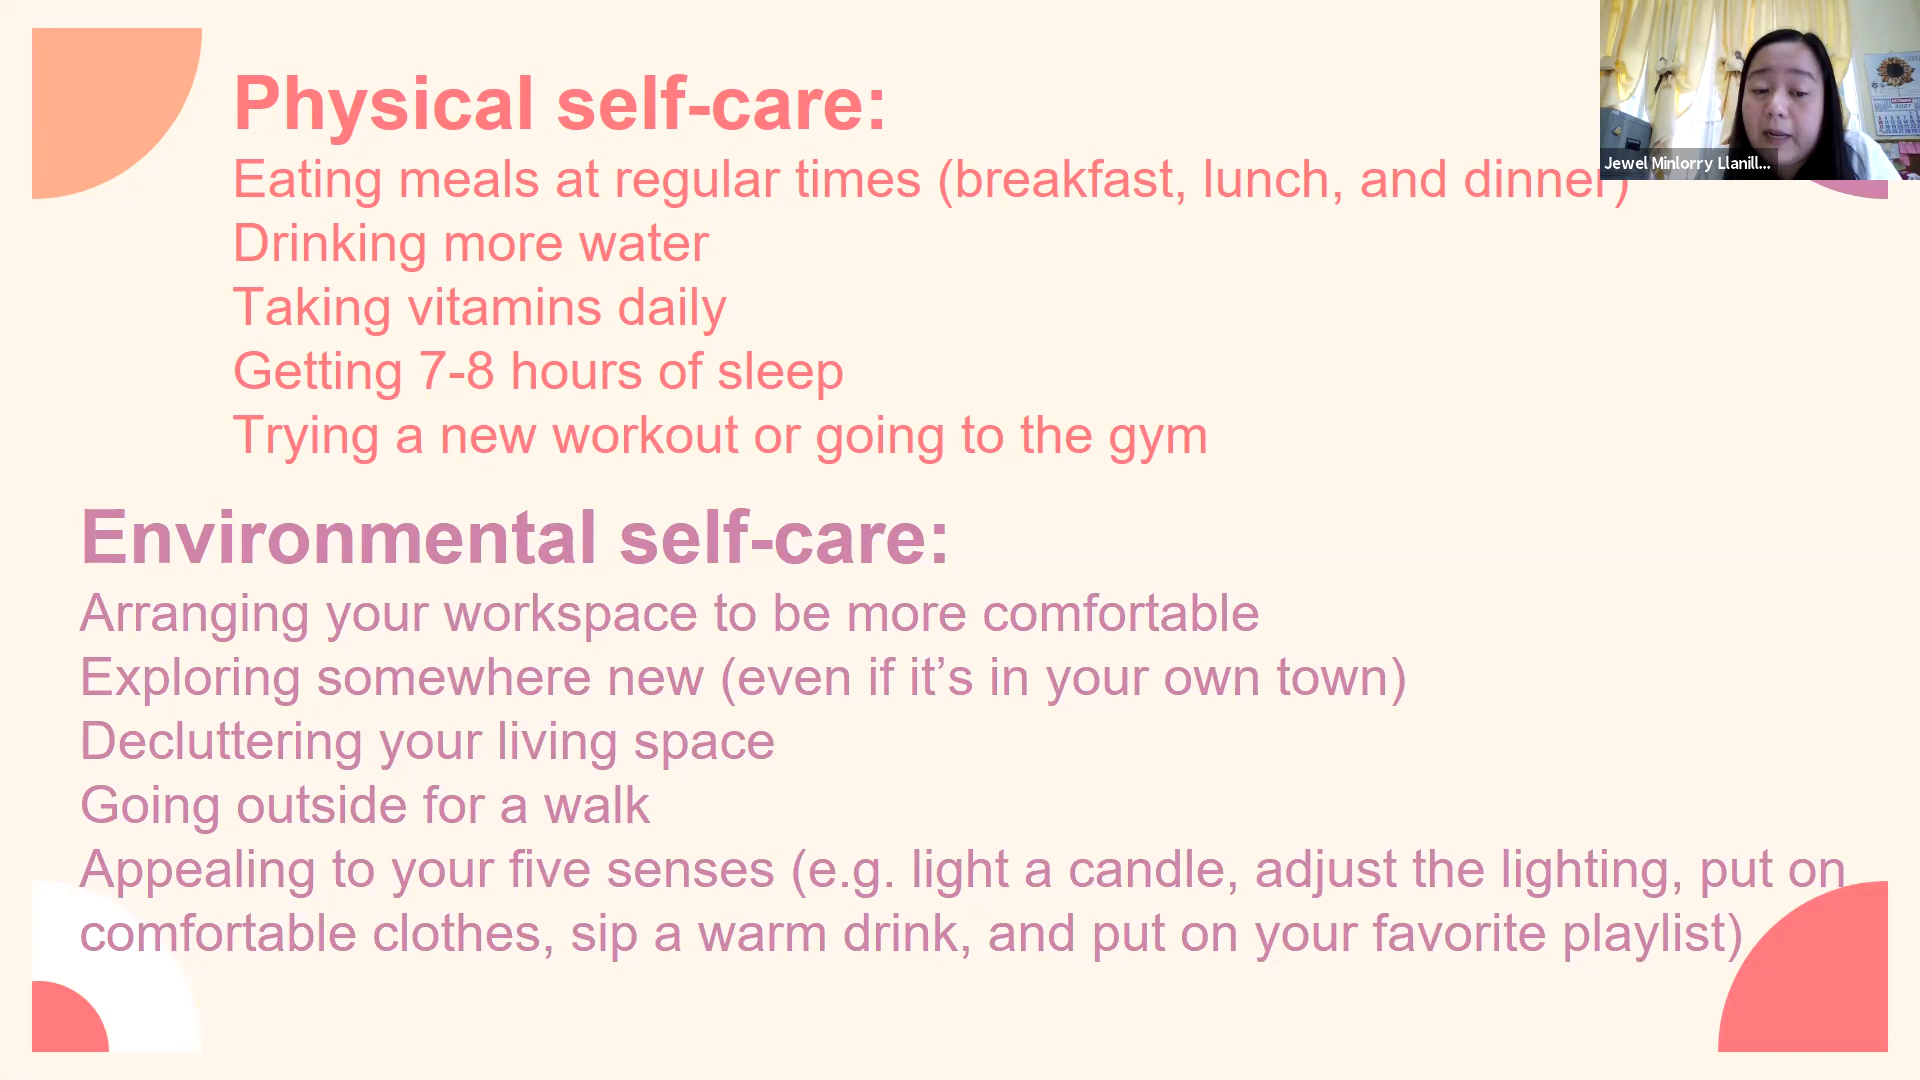 Physical self-care:
Eating meals at regular times (breakfast, lunch, and dinner)
Drinking more water
Taking vitamins daily
Getting 7-8 hours of sleep
Trying a new workout or going to the gym
Environmental self-care:
Arranging your workspace to be more comfortable
Exploring somewhere new (even if it’s in your own town)
Decluttering your living space
Going outside for a walk
Appealing to your five senses (e.g. light a candle, adjust the lighting, put on
comfortable clothes, sip a warm drink, and put on your favorite playlist)
Jewel Minlorry Llanill...